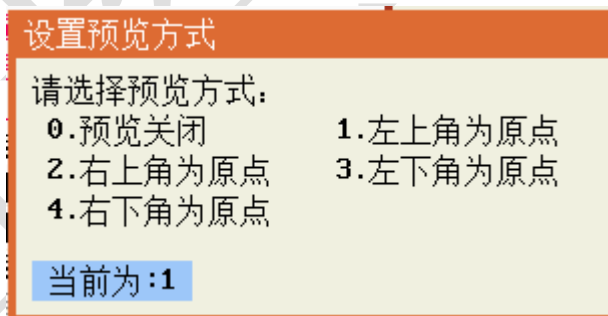 设置预览方式
请选择预览方式:
0.预览关闭 1.左上角为原点
2.右上角为原点 3.左下角为原点
4.右下角为原点
当前为:1